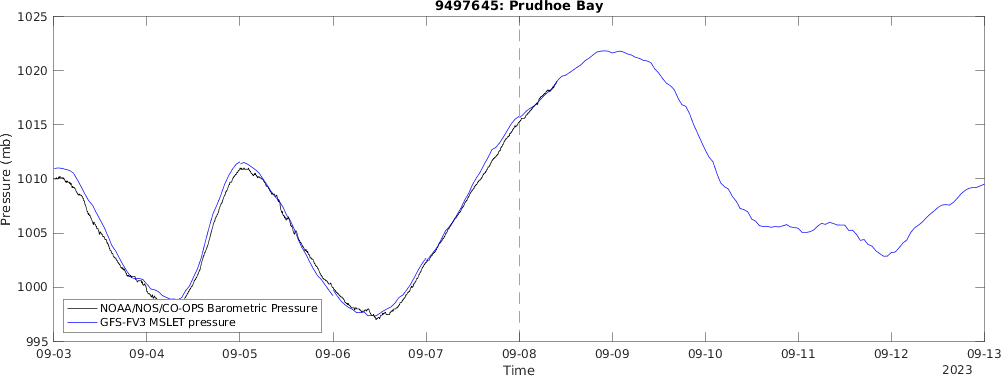 9497645: Prudhoe Bay
Pressure (mb)
1025
1020
1015
1010
1005
1000
995
NOAA/NOS/CO-OPS Barometric Pressure
GFS-FV3 MSLET pressure
09-03 09-04 09-05 09-06 09-07 09-08 09-09 09-10 09-11 09-12 09-13
Time
2023